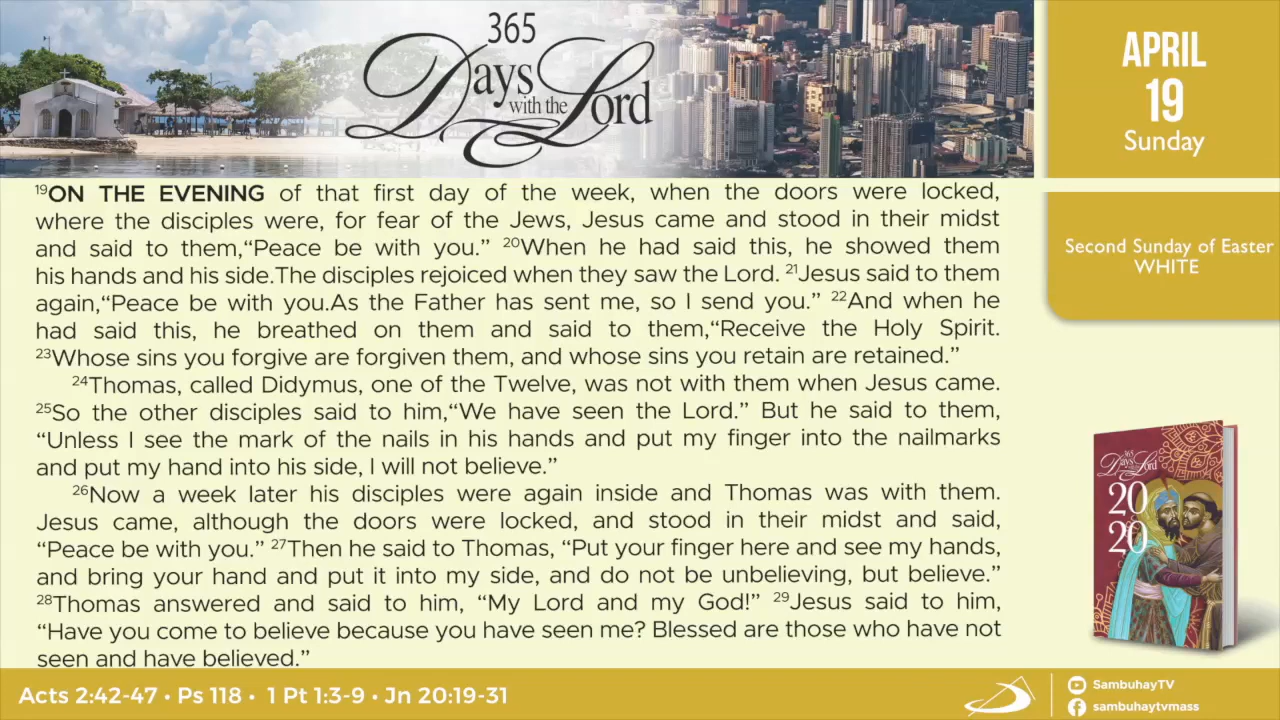 365
Days with the Lord
APRIL
19
Sunday
Second Sunday of Easter
WHITE
¹⁹ON THE EVENING of that first day of the week, when the doors were locked,
where the disciples were, for fear of the Jews, Jesus came and stood in their midst
and said to them,“Peace be with you.” ²⁰When he had said this, he showed them
his hands and his side.The disciples rejoiced when they saw the Lord. ²¹Jesus said to them
again,“Peace be with you.As the Father has sent me, so I send you.” ²²And when he
had said this, he breathed on them and said to them,“Receive the Holy Spirit.
²³Whose sins you forgive are forgiven them, and whose sins you retain are retained.”
²⁴Thomas, called Didymus, one of the Twelve, was not with them when Jesus came.
²⁵So the other disciples said to him,“We have seen the Lord.” But he said to them,
“Unless I see the mark of the nails in his hands and put my finger into the nailmarks
and put my hand into his side, I will not believe.”
²⁶Now a week later his disciples were again inside and Thomas was with them.
Jesus came, although the doors were locked, and stood in their midst and said,
“Peace be with you.” ²⁷Then he said to Thomas, “Put your finger here and see my hands,
and bring your hand and put it into my side, and do not be unbelieving, but believe.”
²⁸Thomas answered and said to him, “My Lord and my God!” ²⁹Jesus said to him,
“Have you come to believe because you have seen me? Blessed are those who have not
seen and have believed.”
365
Days with the Lord
20
20
Acts 2:42-47 • Ps 118 • 1 Pt 1:3-9 • Jn 20:19-31
SambuhayTV
sambuhaytvmass